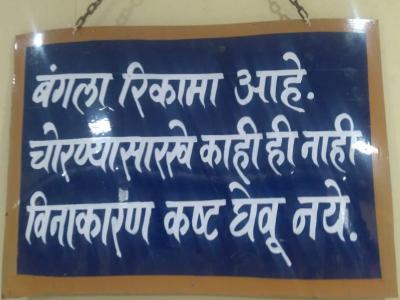 बंगला रिकामा आहे.
चोरण्यासारखे काही ही नाही
विनाकारण कष्ट घेवू नये.